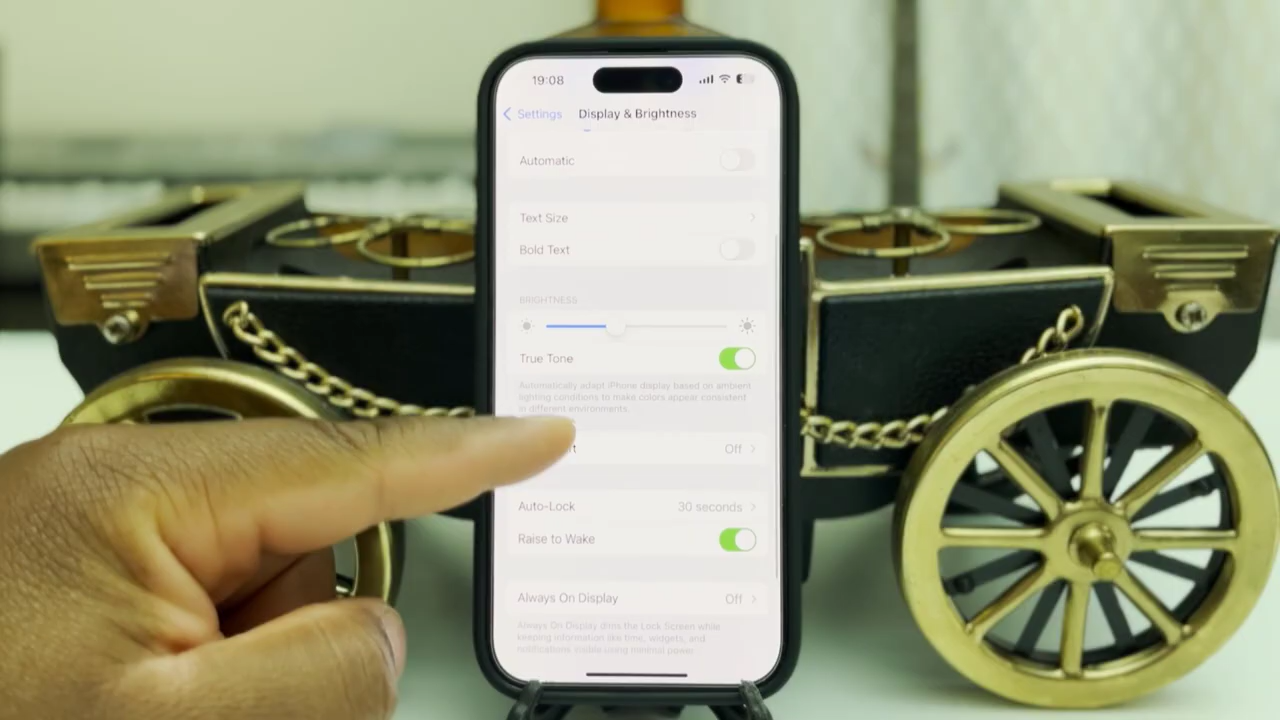 19:08
Settings
Display & Brightness
Automatic
Text Size
Bold Text
BRIGHTNESS
True Tone
Automatically adapt iPhone display based on ambient
lighting conditions to make colors appear consistent
in different environments.
Off
Auto-Lock 30 seconds
Raise to Wake
Always On Display Off
Always On Display dims the Lock Screen while
keeping information like time, widgets, and
notifications visible using minimal power.